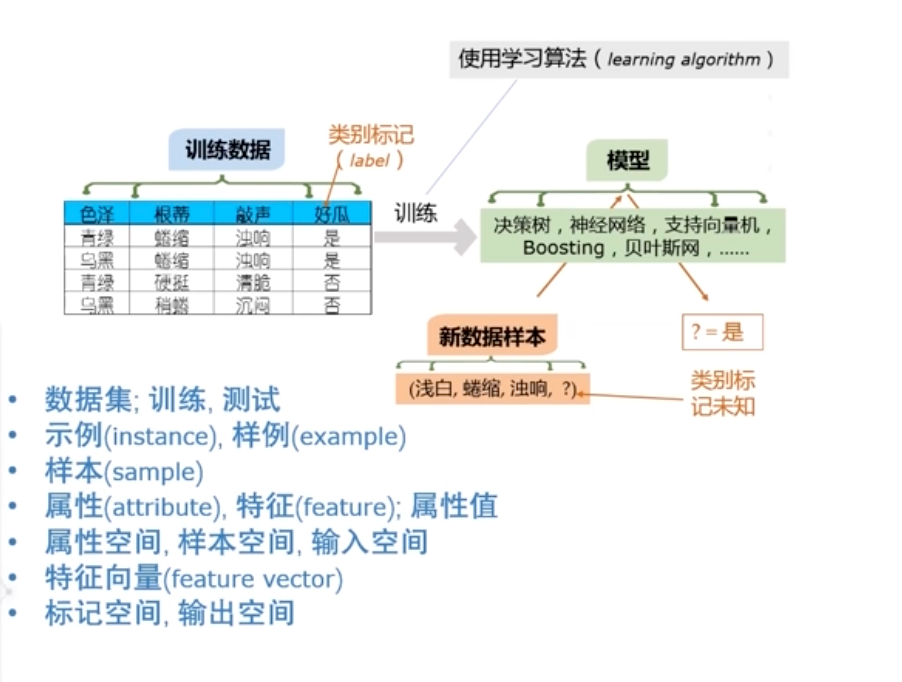 使用学习算法（learning algorithm）
训练数据
类别标记
（label）
模型
色泽 根蒂 敲声 好瓜
青绿 蜷缩 浊响 是
乌黑 蜷缩 浊响 是
青绿 硬挺 清脆 否
乌黑 稍蜷 沉闷 否
训练
决策树，神经网络，支持向量机，
Boosting，贝叶斯网，......
新数据样本
(浅白, 蜷缩, 浊响, ?)
? = 是
类别标
记未知
• 数据集; 训练, 测试
• 示例(instance), 样例(example)
• 样本(sample)
• 属性(attribute), 特征(feature); 属性值
• 属性空间, 样本空间, 输入空间
• 特征向量(feature vector)
• 标记空间, 输出空间